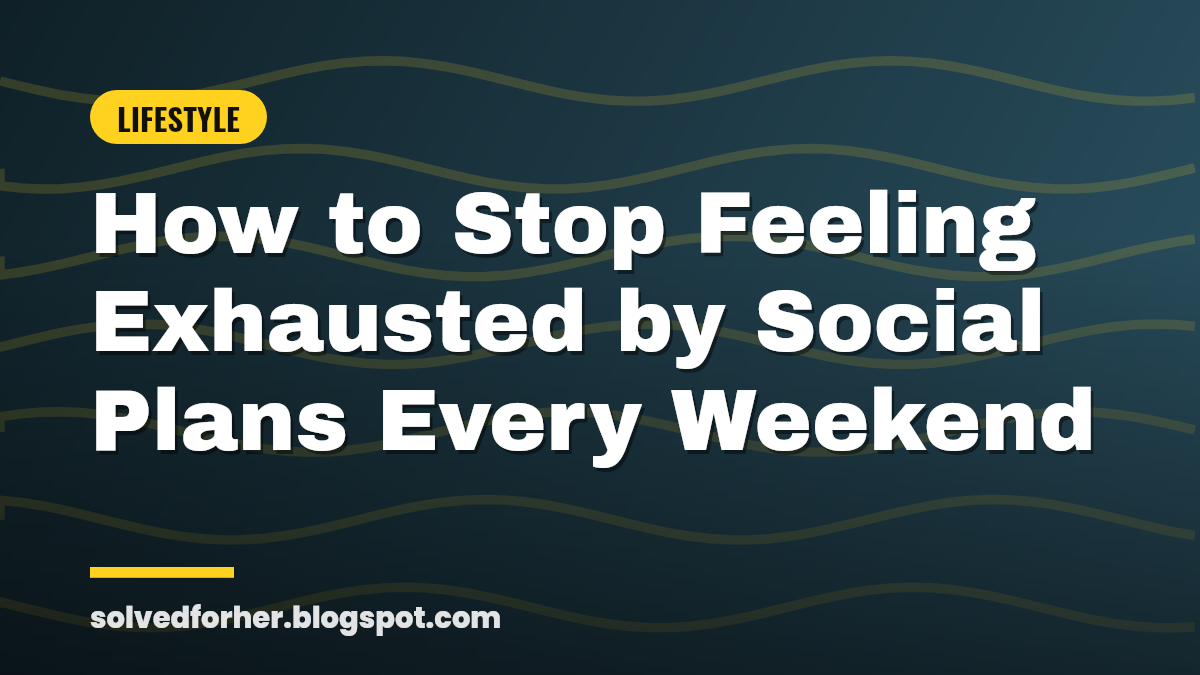 LIFESTYLE
How to Stop Feeling
Exhausted by Social
Plans Every Weekend
solvedforher.blogspot.com